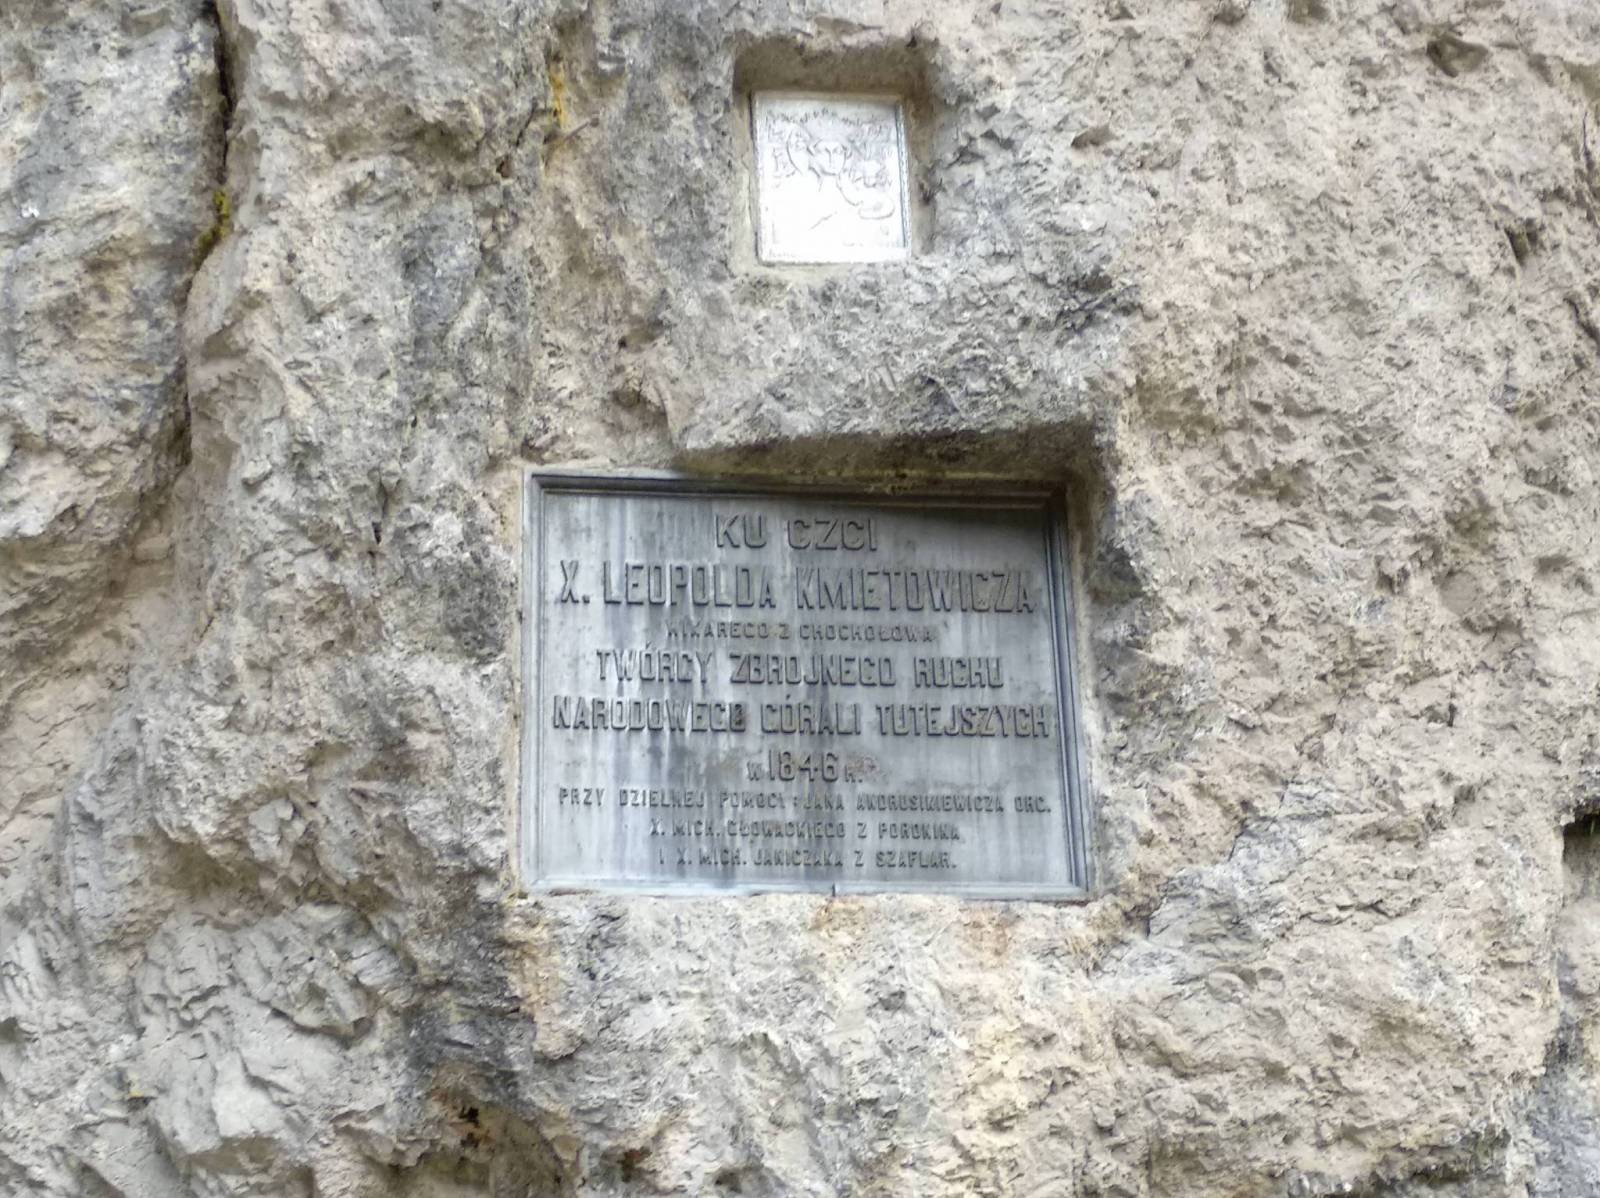 KU CZCI
X. LEOPOLDA KMIETOWICZA
WIKAREGO Z CHOCHOŁOWA
TWÓRCY ZBROJNEGO RUCHU
NARODOWEGO GÓRALI TUTEJSZYCH
W 1846 R.
PRZY DZIELNEJ POMOCY: JANA ANDRUSIKIEWICZA ORG.
X. MICH. GŁOWACKIEGO Z PORONINA
I X. MICH. JANICZAKA Z SZAFLAR.